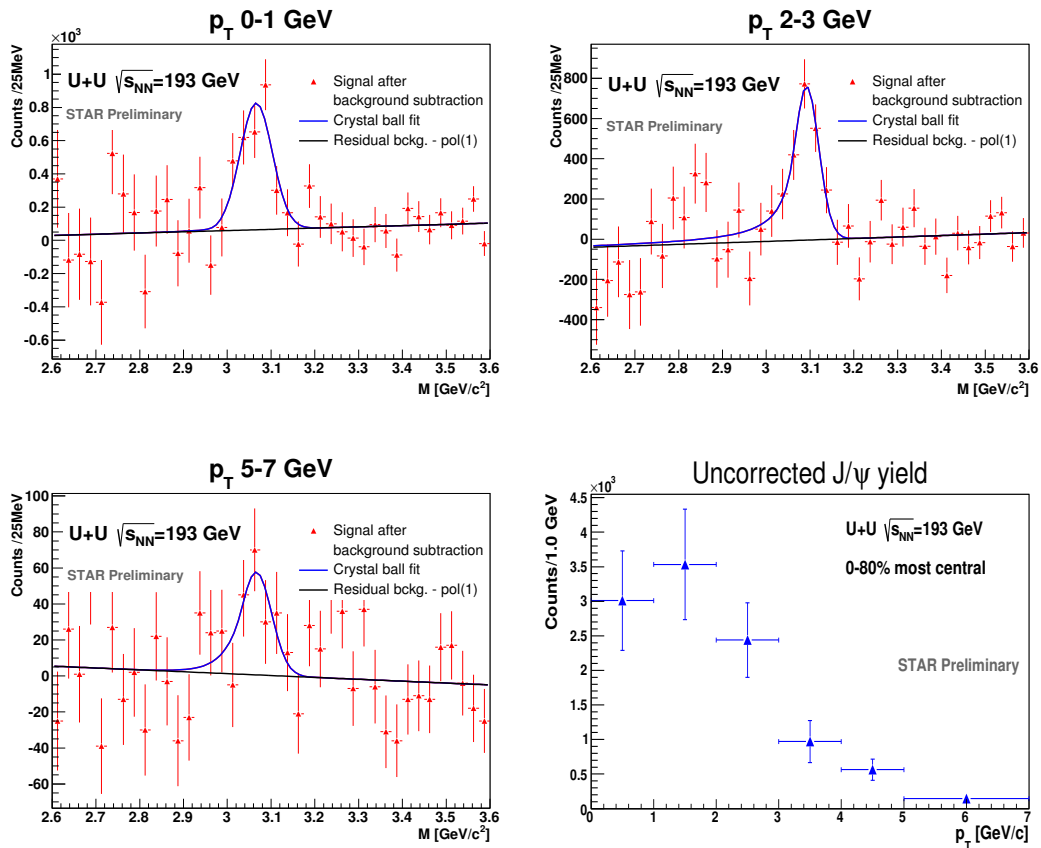 p_T 0-1 GeV
×10³
Counts /25MeV
1
0.8
0.6
0.4
0.2
0
-0.2
-0.4
-0.6
U+U √s_NN=193 GeV
STAR Preliminary
Signal after
background subtraction
Crystal ball fit
Residual bckg. - pol(1)
2.6 2.7 2.8 2.9 3 3.1 3.2 3.3 3.4 3.5 3.6
M [GeV/c²]
p_T 2-3 GeV
Counts /25MeV
800
600
400
200
0
-200
-400
U+U √s_NN=193 GeV
STAR Preliminary
Signal after
background subtraction
Crystal ball fit
Residual bckg. - pol(1)
2.6 2.7 2.8 2.9 3 3.1 3.2 3.3 3.4 3.5 3.6
M [GeV/c²]
p_T 5-7 GeV
Counts /25MeV
100
80
60
40
20
0
-20
-40
-60
U+U √s_NN=193 GeV
STAR Preliminary
Signal after
background subtraction
Crystal ball fit
Residual bckg. - pol(1)
2.6 2.7 2.8 2.9 3 3.1 3.2 3.3 3.4 3.5 3.6
M [GeV/c²]
Uncorrected J/ψ yield
×10³
Counts/1.0 GeV
4.5
4
3.5
3
2.5
2
1.5
1
0.5
0
U+U √s_NN=193 GeV
0-80% most central
STAR Preliminary
0 1 2 3 4 5 6 7
p_T [GeV/c]